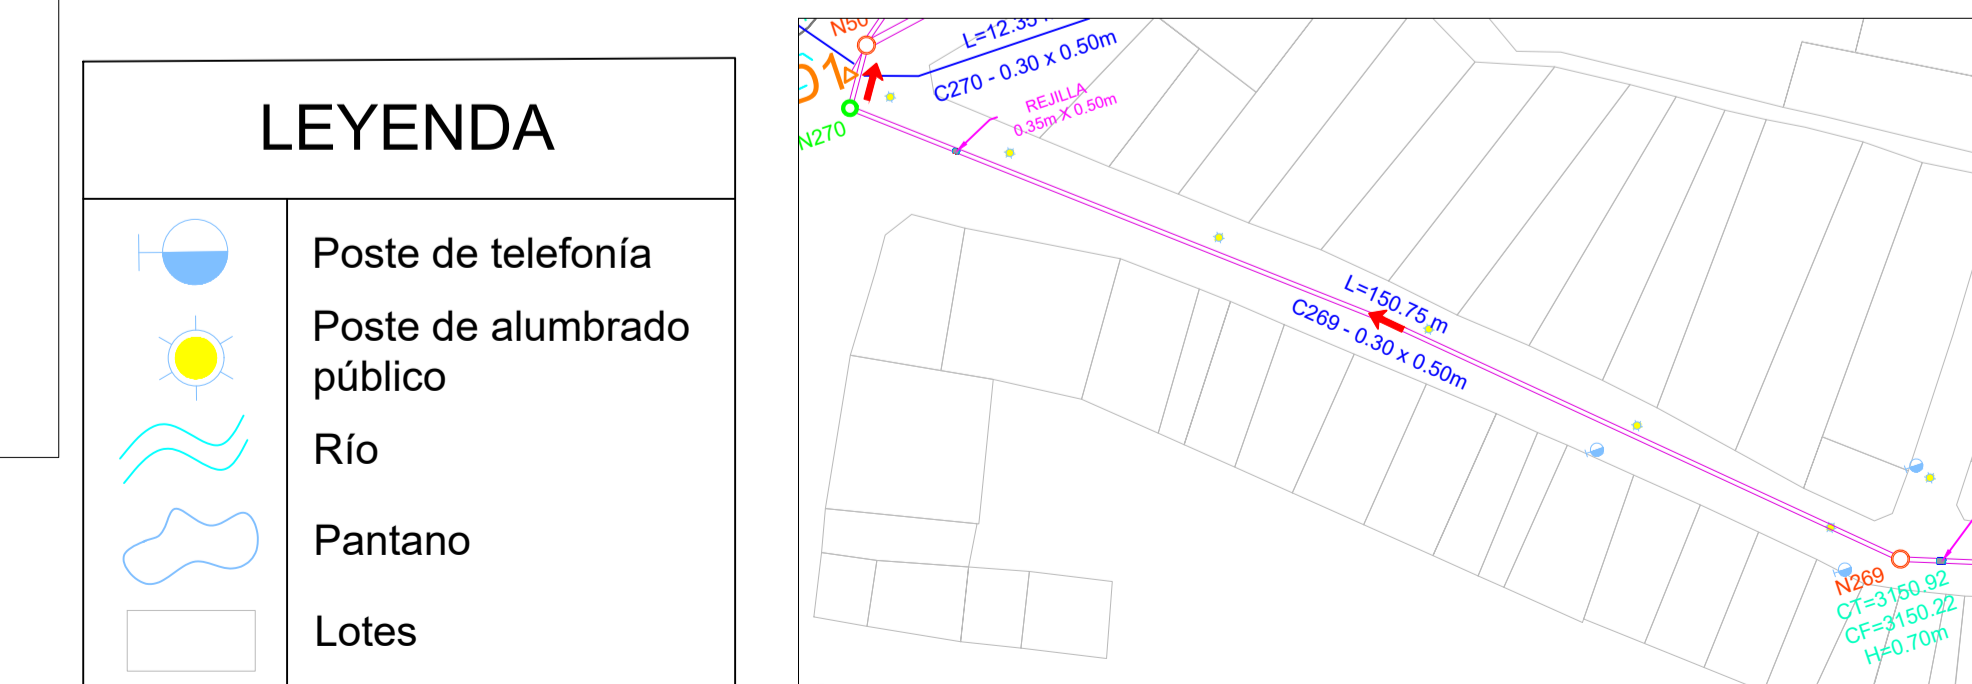 LEYENDA
Poste de telefonía
Poste de alumbrado
público
Río
Pantano
Lotes
L=12.35
C270 - 0.30 x 0.50m
REJILLA
0.35m X 0.50m
N270
L=150.75 m
C269 - 0.30 x 0.50m
N269
CT=3150.92
CF=3150.22
H=0.70m